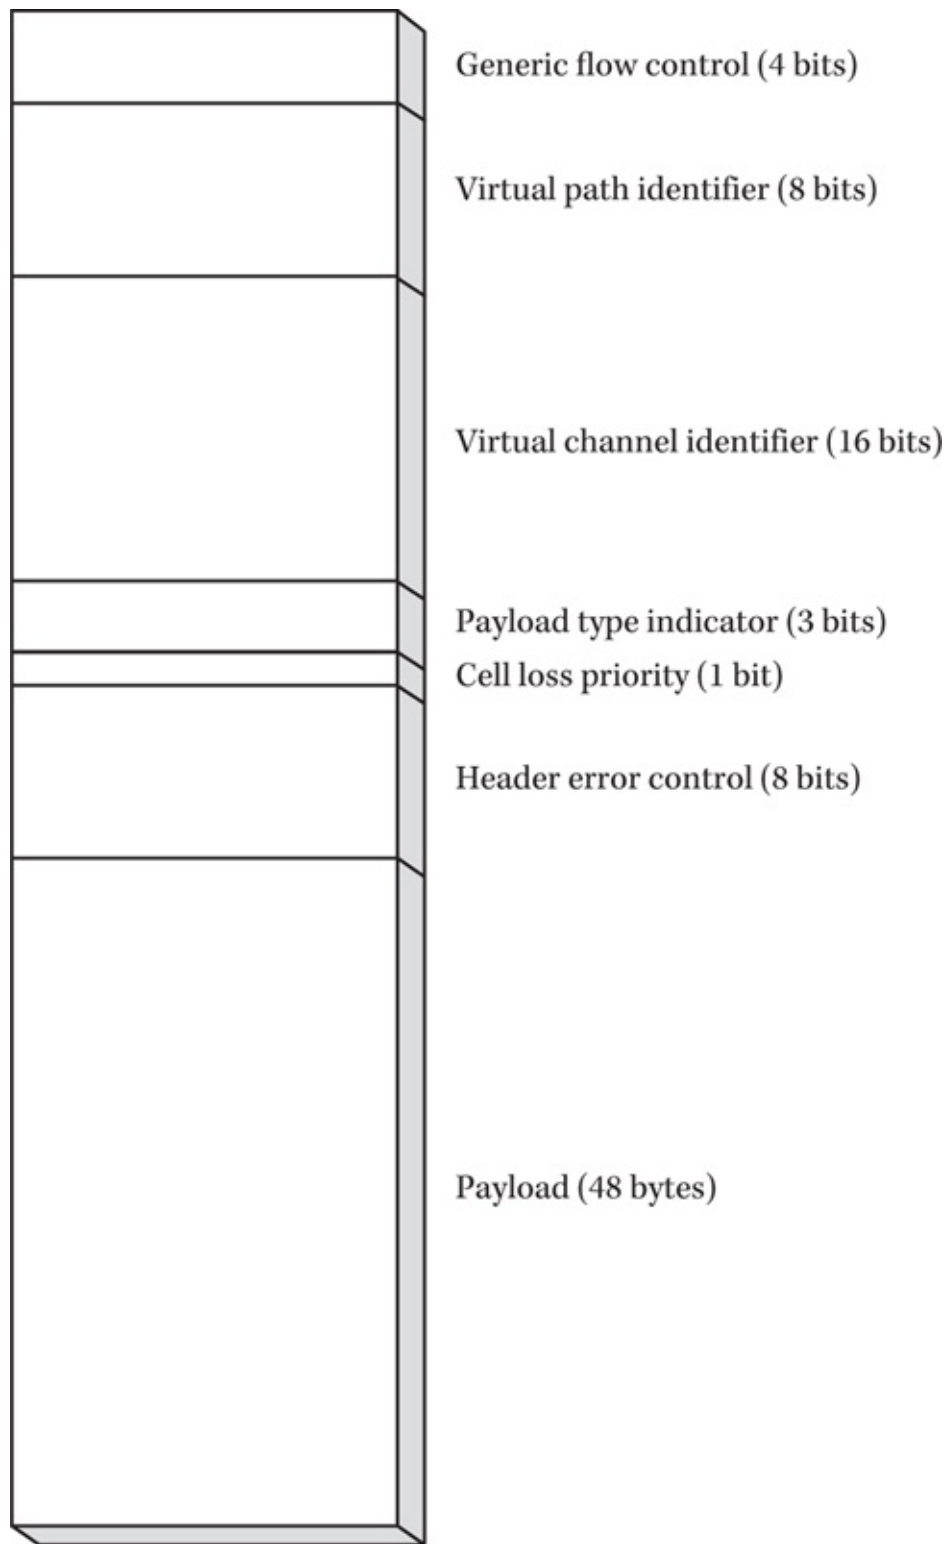 Generic flow control (4 bits)
Virtual path identifier (8 bits)
Virtual channel identifier (16 bits)
Payload type indicator (3 bits)
Cell loss priority (1 bit)
Header error control (8 bits)
Payload (48 bytes)